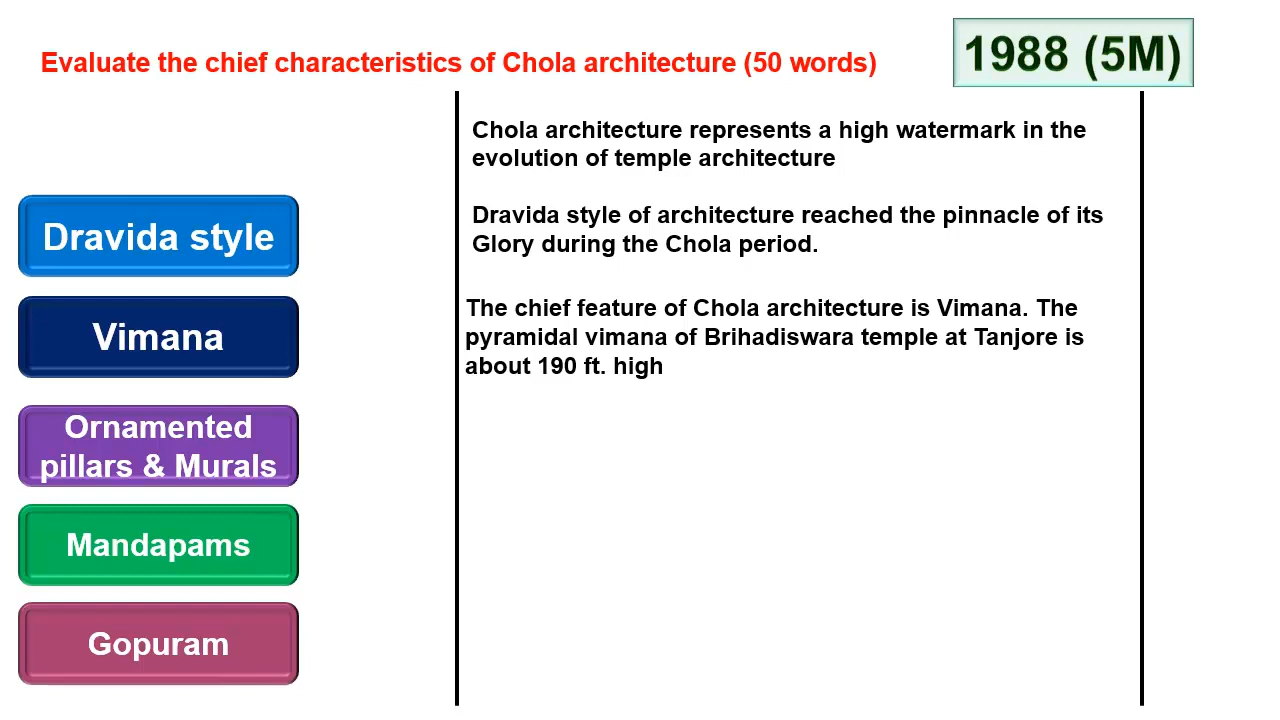 Evaluate the chief characteristics of Chola architecture (50 words)
1988 (5M)
Chola architecture represents a high watermark in the
evolution of temple architecture
Dravida style
Dravida style of architecture reached the pinnacle of its
Glory during the Chola period.
Vimana
The chief feature of Chola architecture is Vimana. The
pyramidal vimana of Brihadiswara temple at Tanjore is
about 190 ft. high
Ornamented
pillars & Murals
Mandapams
Gopuram